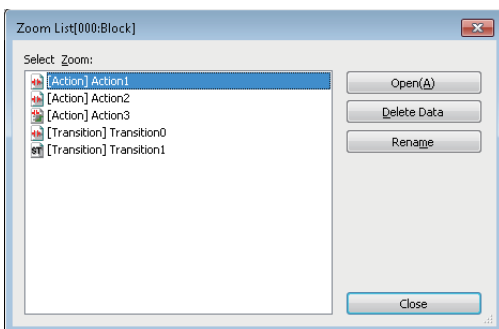 Zoom List[000:Block]
Select Zoom:
[Action] Action1
[Action] Action2
[Action] Action3
[Transition] Transition0
ST [Transition] Transition1
Open(A)
Delete Data
Rename
Close